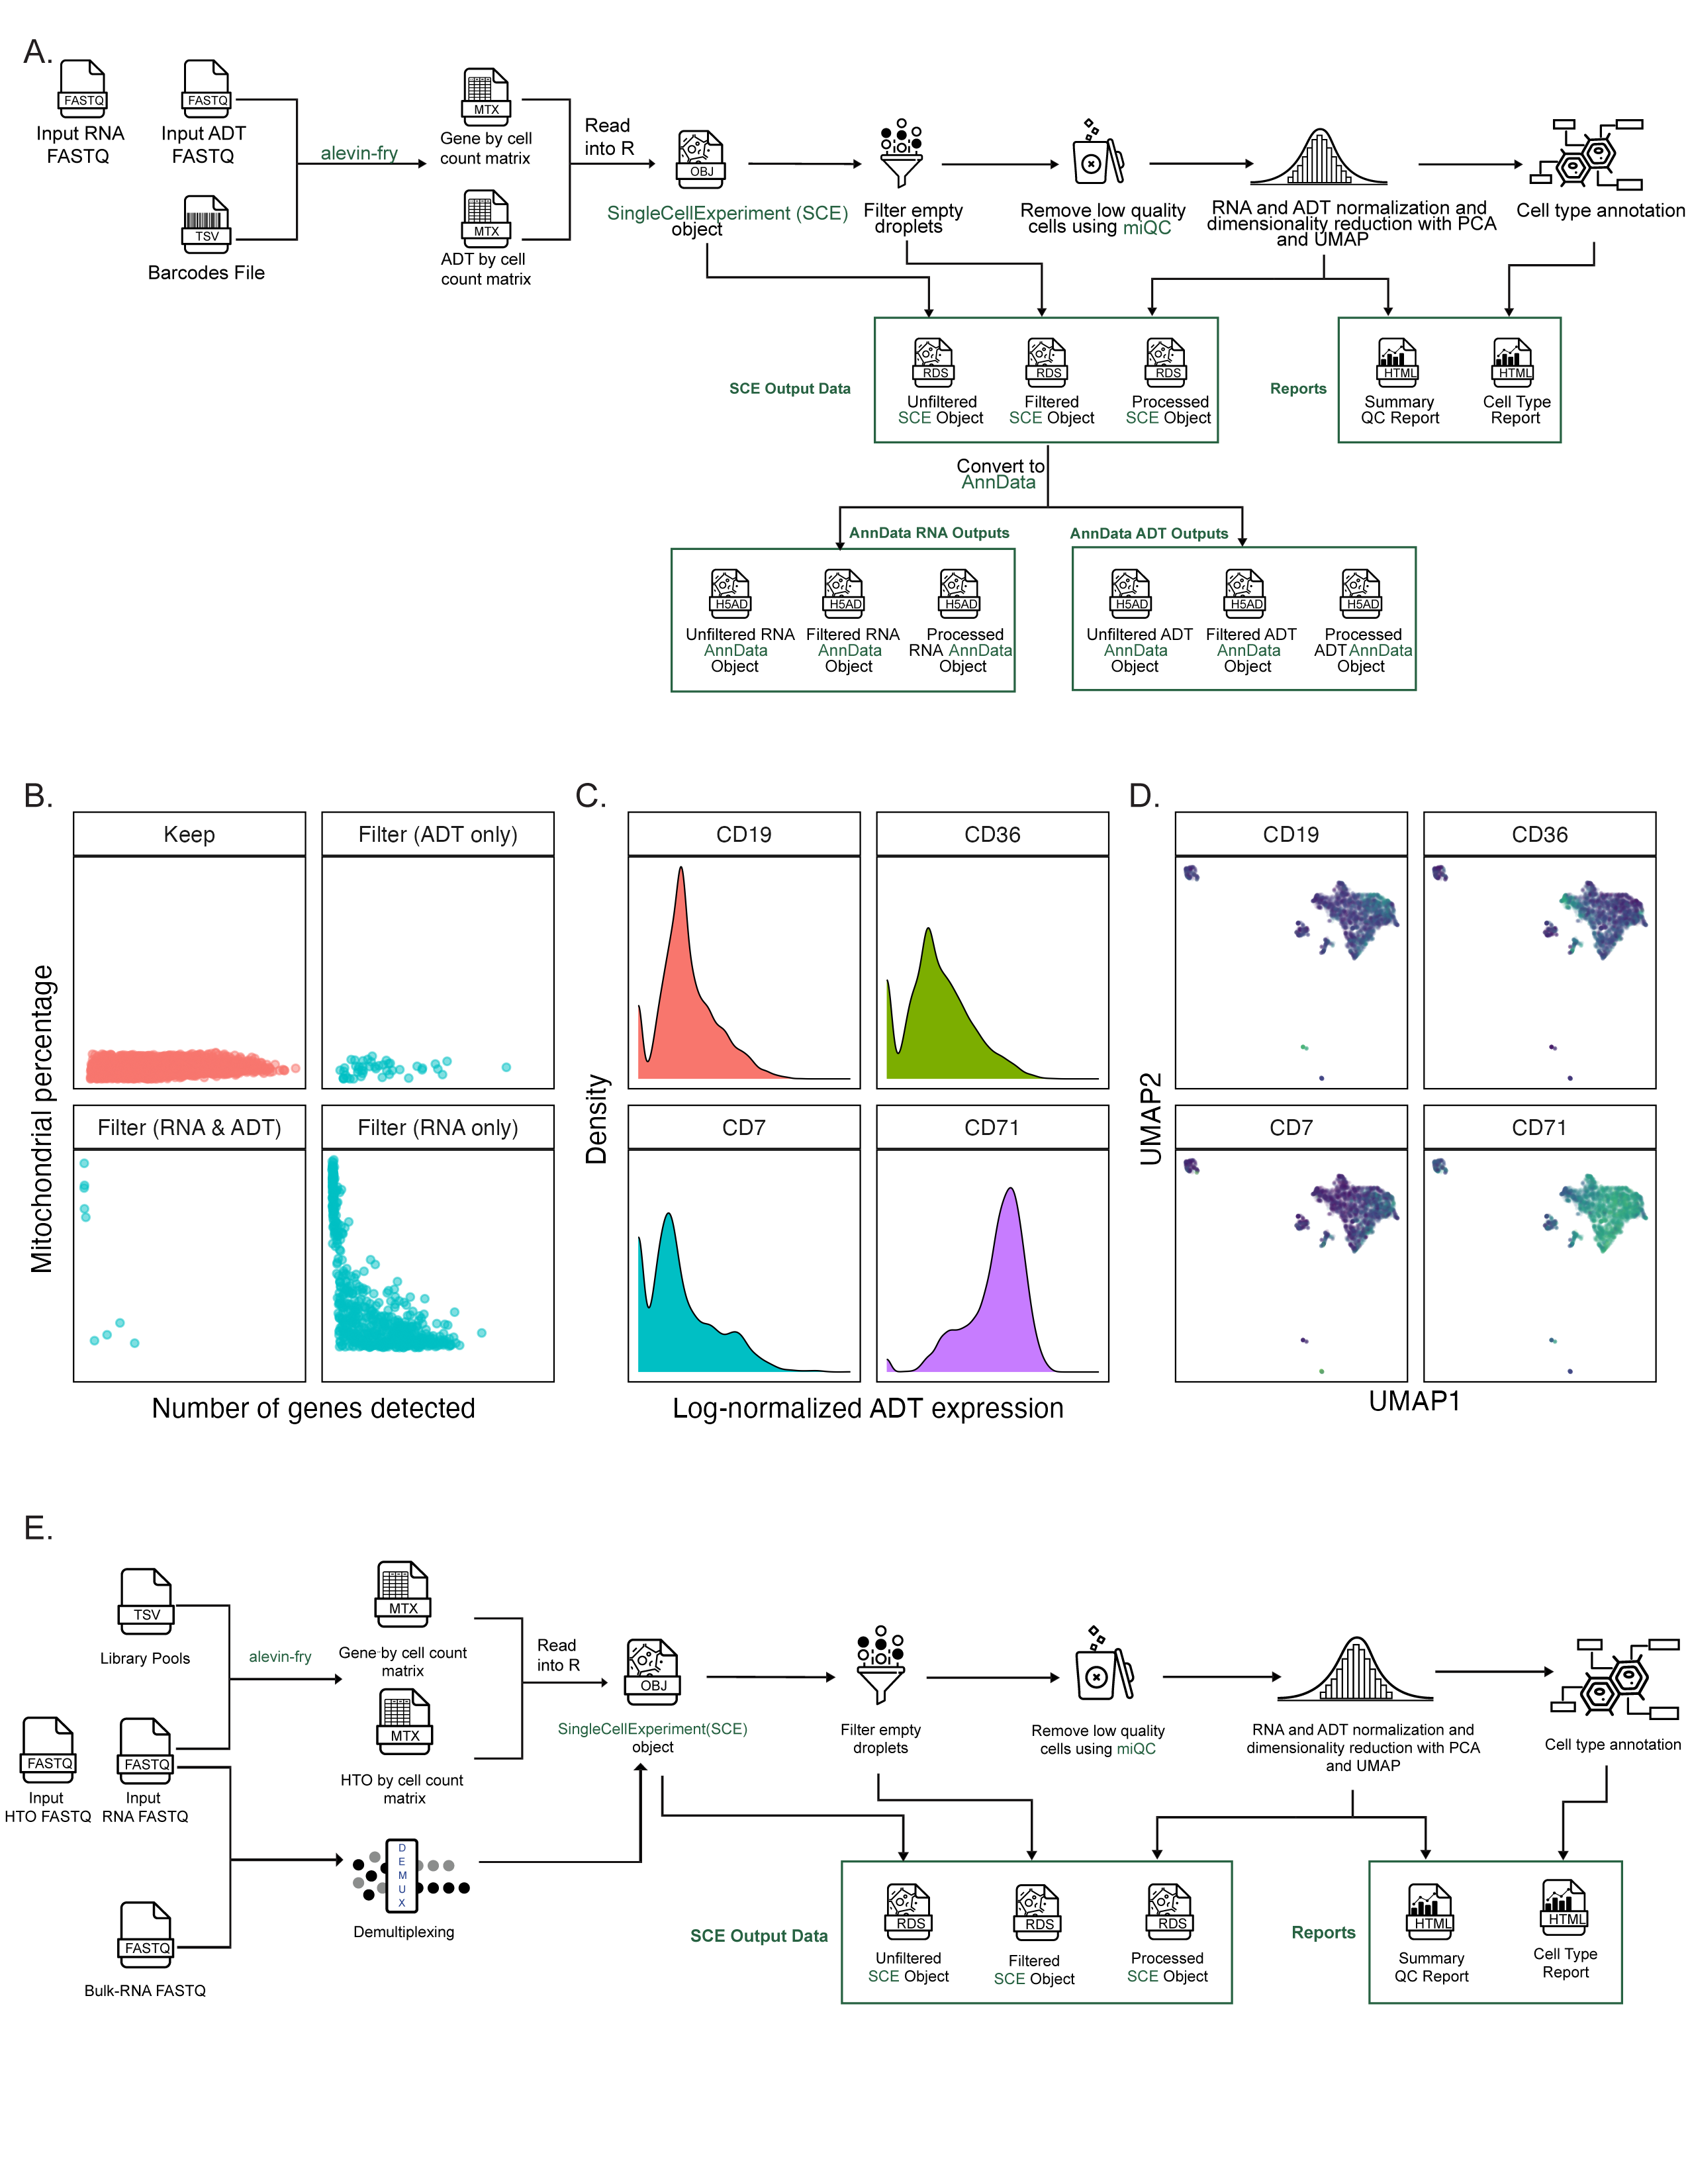 A.
FASTQ
Input RNA
FASTQ
FASTQ
Input ADT
FASTQ
TSV
Barcodes File
alevin-fry
MTX
Gene by cell
count matrix
MTX
ADT by cell
count matrix
Read
into R
OBJ
SingleCellExperiment (SCE)
object
Filter empty
droplets
Remove low quality
cells using miQC
RNA and ADT normalization and
dimensionality reduction with PCA
and UMAP
Cell type annotation
SCE Output Data
RDS
Unfiltered
SCE Object
RDS
Filtered
SCE Object
RDS
Processed
SCE Object
Reports
HTML
Summary
QC Report
HTML
Cell Type
Report
Convert to
AnnData
AnnData RNA Outputs
H5AD
Unfiltered RNA
AnnData
Object
H5AD
Filtered RNA
AnnData
Object
H5AD
Processed
RNA AnnData
Object
AnnData ADT Outputs
H5AD
Unfiltered ADT
AnnData
Object
H5AD
Filtered ADT
AnnData
Object
H5AD
Processed
ADT AnnData
Object
B.
Keep
Filter (ADT only)
Filter (RNA & ADT)
Filter (RNA only)
Mitochondrial percentage
Number of genes detected
C.
CD19
CD36
CD7
CD71
Density
Log-normalized ADT expression
D.
CD19
CD36
CD7
CD71
UMAP2
UMAP1
E.
TSV
Library Pools
FASTQ
Input
HTO FASTQ
FASTQ
Input
RNA FASTQ
FASTQ
Bulk-RNA FASTQ
alevin-fry
MTX
Gene by cell count
matrix
MTX
HTO by cell count
matrix
DEMUX
Demultiplexing
Read
into R
OBJ
SingleCellExperiment(SCE)
object
Filter empty
droplets
Remove low quality
cells using miQC
RNA and ADT normalization and
dimensionality reduction with PCA
and UMAP
Cell type annotation
SCE Output Data
RDS
Unfiltered
SCE Object
RDS
Filtered
SCE Object
RDS
Processed
SCE Object
Reports
HTML
Summary
QC Report
HTML
Cell Type
Report